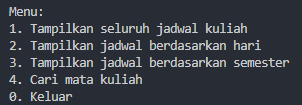 Menu:
1. Tampilkan seluruh jadwal kuliah
2. Tampilkan jadwal berdasarkan hari
3. Tampilkan jadwal berdasarkan semester
4. Cari mata kuliah
0. Keluar